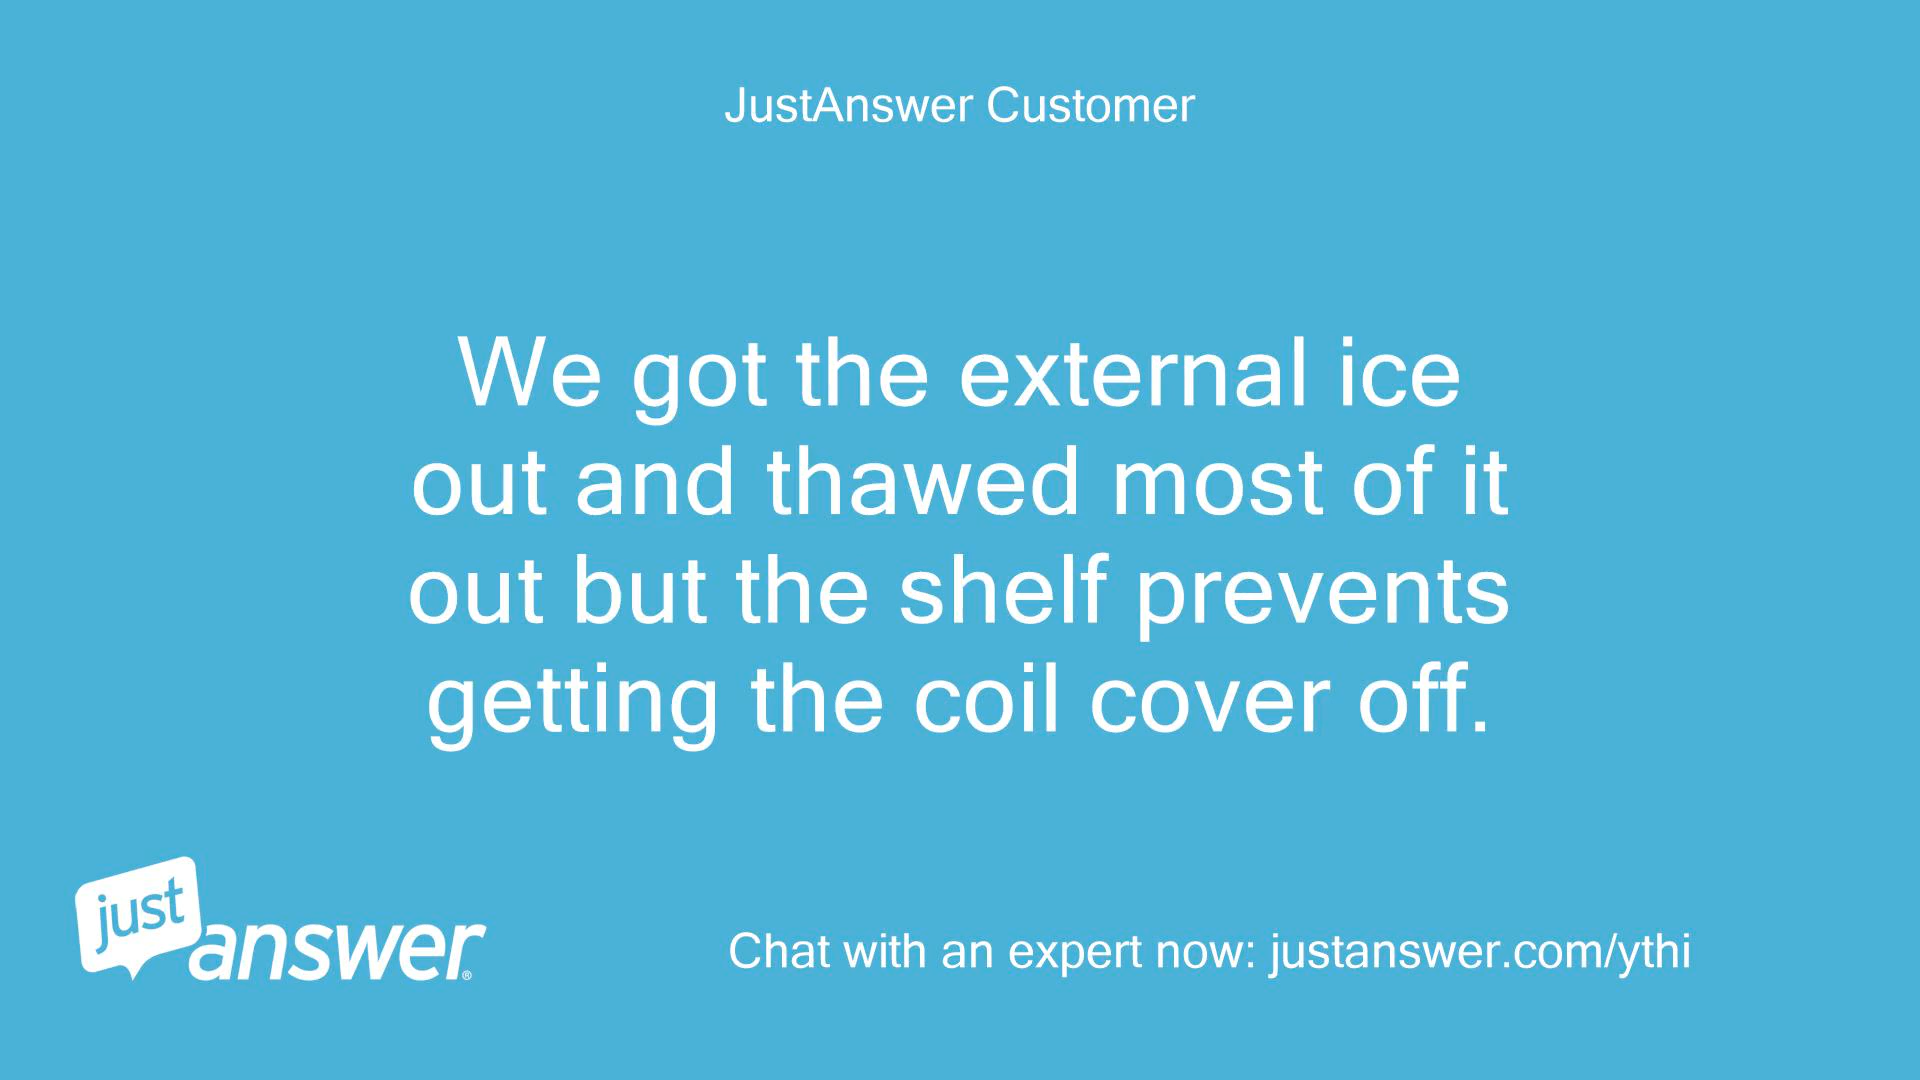 JustAnswer Customer
We got the external ice
out and thawed most of it
out but the shelf prevents
getting the coil cover off.
just
answer®
Chat with an expert now: justanswer.com/ythi